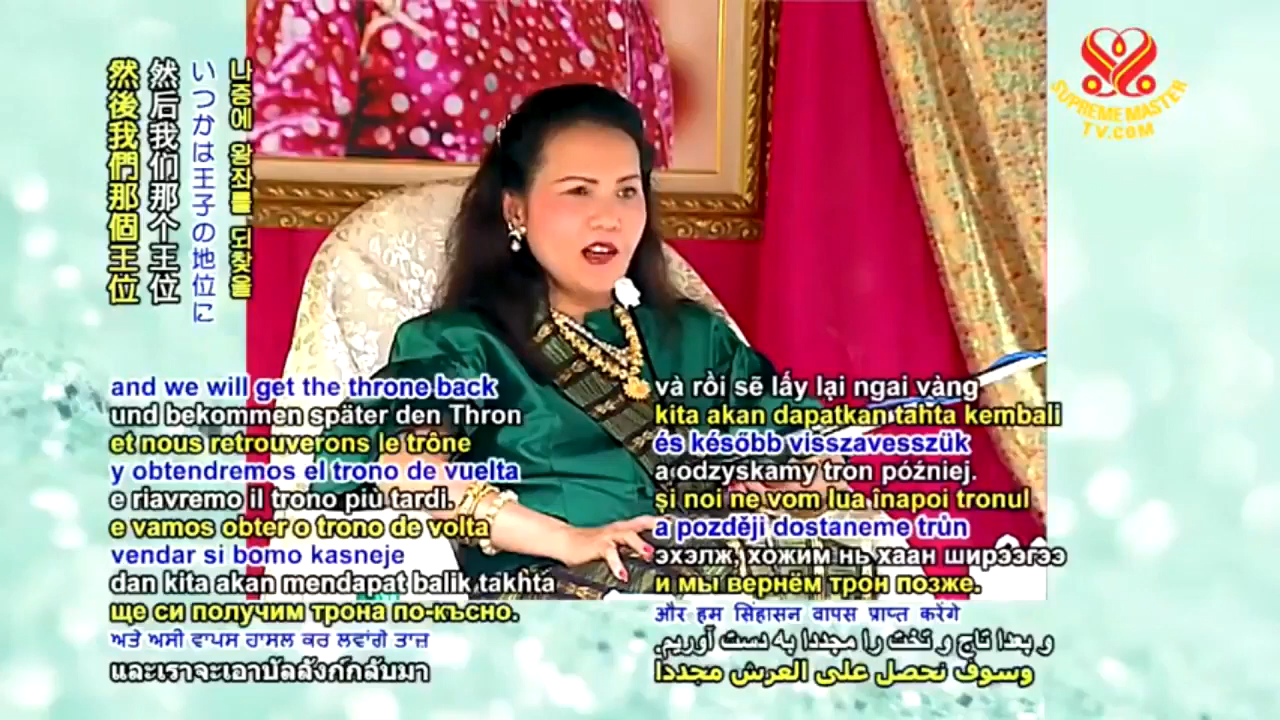 然後我們那個王位
然后我们那个王位
いつかは王子の地位に
나중에 왕좌를 되찾을
SUPREME MASTER
TV.COM
and we will get the throne back
und bekommen später den Thron
et nous retrouverons le trône
y obtendremos el trono de vuelta
e riavremo il trono più tardi.
e vamos obter o trono de volta
vendar si bomo kasneje
dan kita akan mendapat balik takhta
ще си получим трона по-късно.
ਅਤੇ ਅਸੀ ਵਾਪਸ ਹਾਸਲ ਕਰ ਲਵਾਂਗੇ ਤਾਜ਼
และเราจะเอาบัลลังก์กลับมา
và rồi sẽ lấy lại ngai vàng
kita akan dapatkan tahta kembali
és később visszavesszük
a odzyskamy tron później.
și noi ne vom lua înapoi tronul
a později dostaneme trůn
эхэлж, хожим нь хаан ширээгээ
и мы вернём трон позже.
और हम सिंहासन वापस प्राप्त करेंगे
و بعدا تاج و تخت را مجددا به دست آوریم.
وسوف نحصل على العرش مجددا